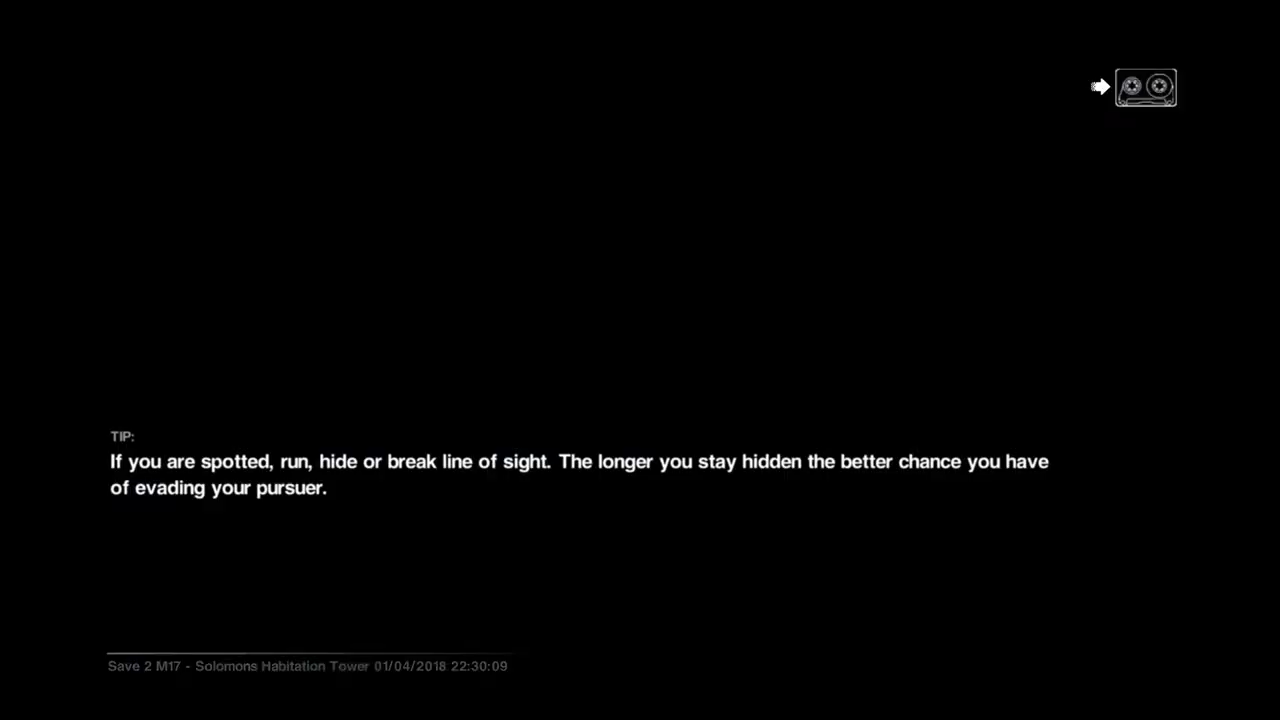 TIP:
If you are spotted, run, hide or break line of sight. The longer you stay hidden the better chance you have
of evading your pursuer.
Save 2 M17 - Solomons Habitation Tower 01/04/2018 22:30:09